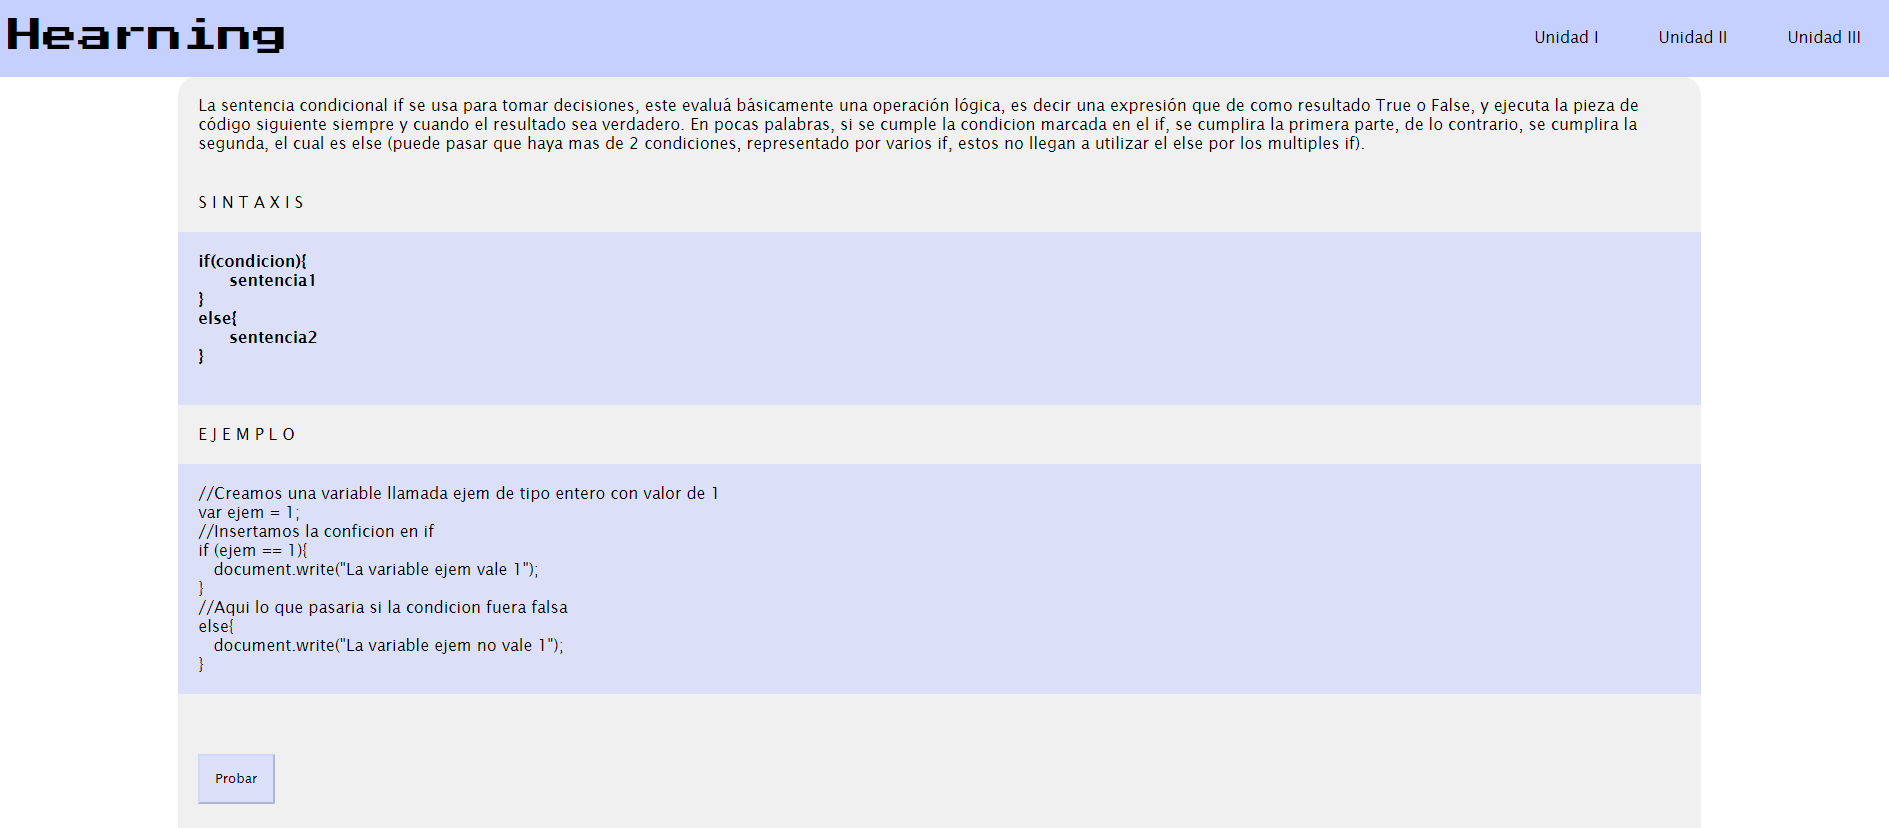 Hearning
Unidad I
Unidad II
Unidad III
La sentencia condicional if se usa para tomar decisiones, este evaluá básicamente una operación lógica, es decir una expresión que de como resultado True o False, y ejecuta la pieza de
código siguiente siempre y cuando el resultado sea verdadero. En pocas palabras, si se cumple la condicion marcada en el if, se cumplira la primera parte, de lo contrario, se cumplira la
segunda, el cual es else (puede pasar que haya mas de 2 condiciones, representado por varios if, estos no llegan a utilizar el else por los multiples if).
S I N T A X I S
if(condicion){
sentencia1
}
else{
sentencia2
}
E J E M P L O
//Creamos una variable llamada ejem de tipo entero con valor de 1
var ejem = 1;
//Insertamos la conficion en if
if (ejem == 1){
document.write("La variable ejem vale 1");
}
//Aqui lo que pasaria si la condicion fuera falsa
else{
document.write("La variable ejem no vale 1");
}
Probar